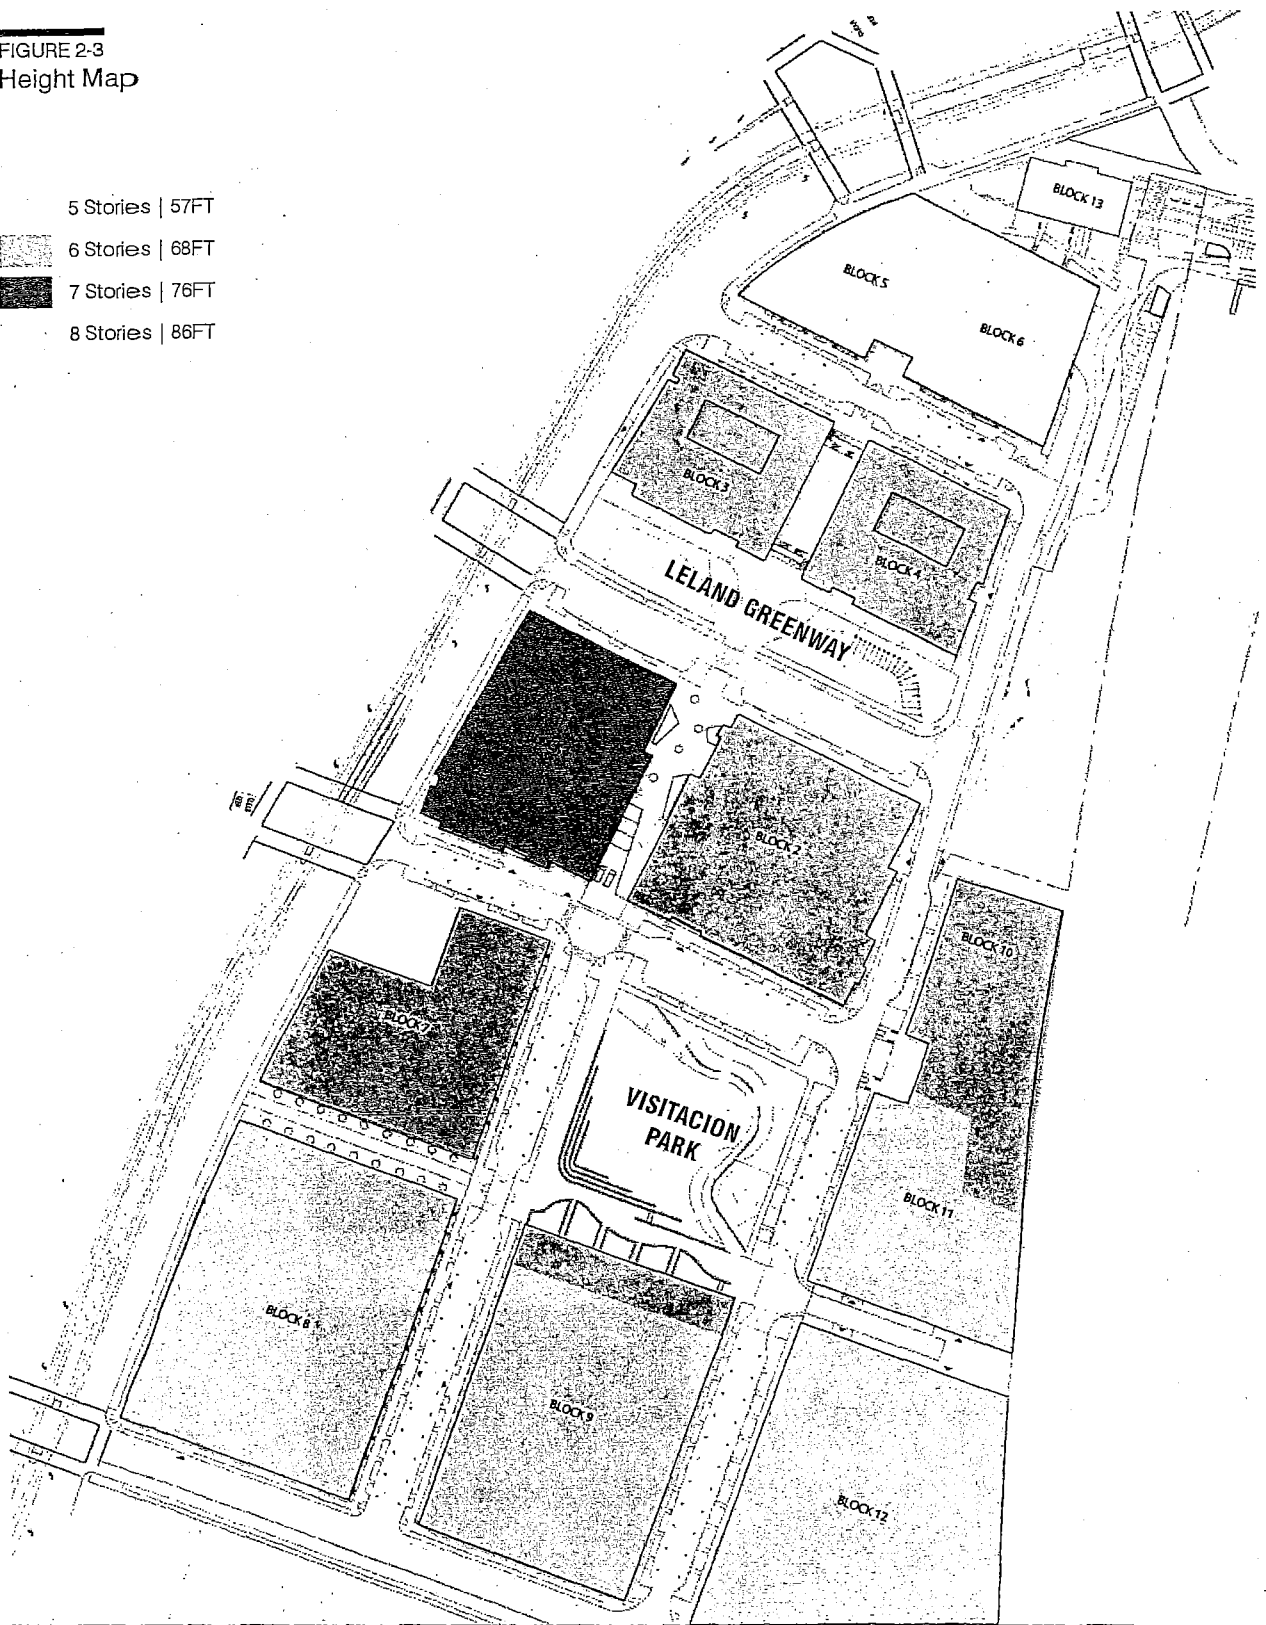 FIGURE 2-3
Height Map
5 Stories | 57FT
6 Stories | 68FT
7 Stories | 76FT
8 Stories | 86FT
BLOCK 13
BLOCK 5
BLOCK 6
BLOCK 3
BLOCK 4
LELAND GREENWAY
BLOCK 2
BLOCK 10
BLOCK 7
VISITACION
PARK
BLOCK 11
BLOCK 8
BLOCK 9
BLOCK 12